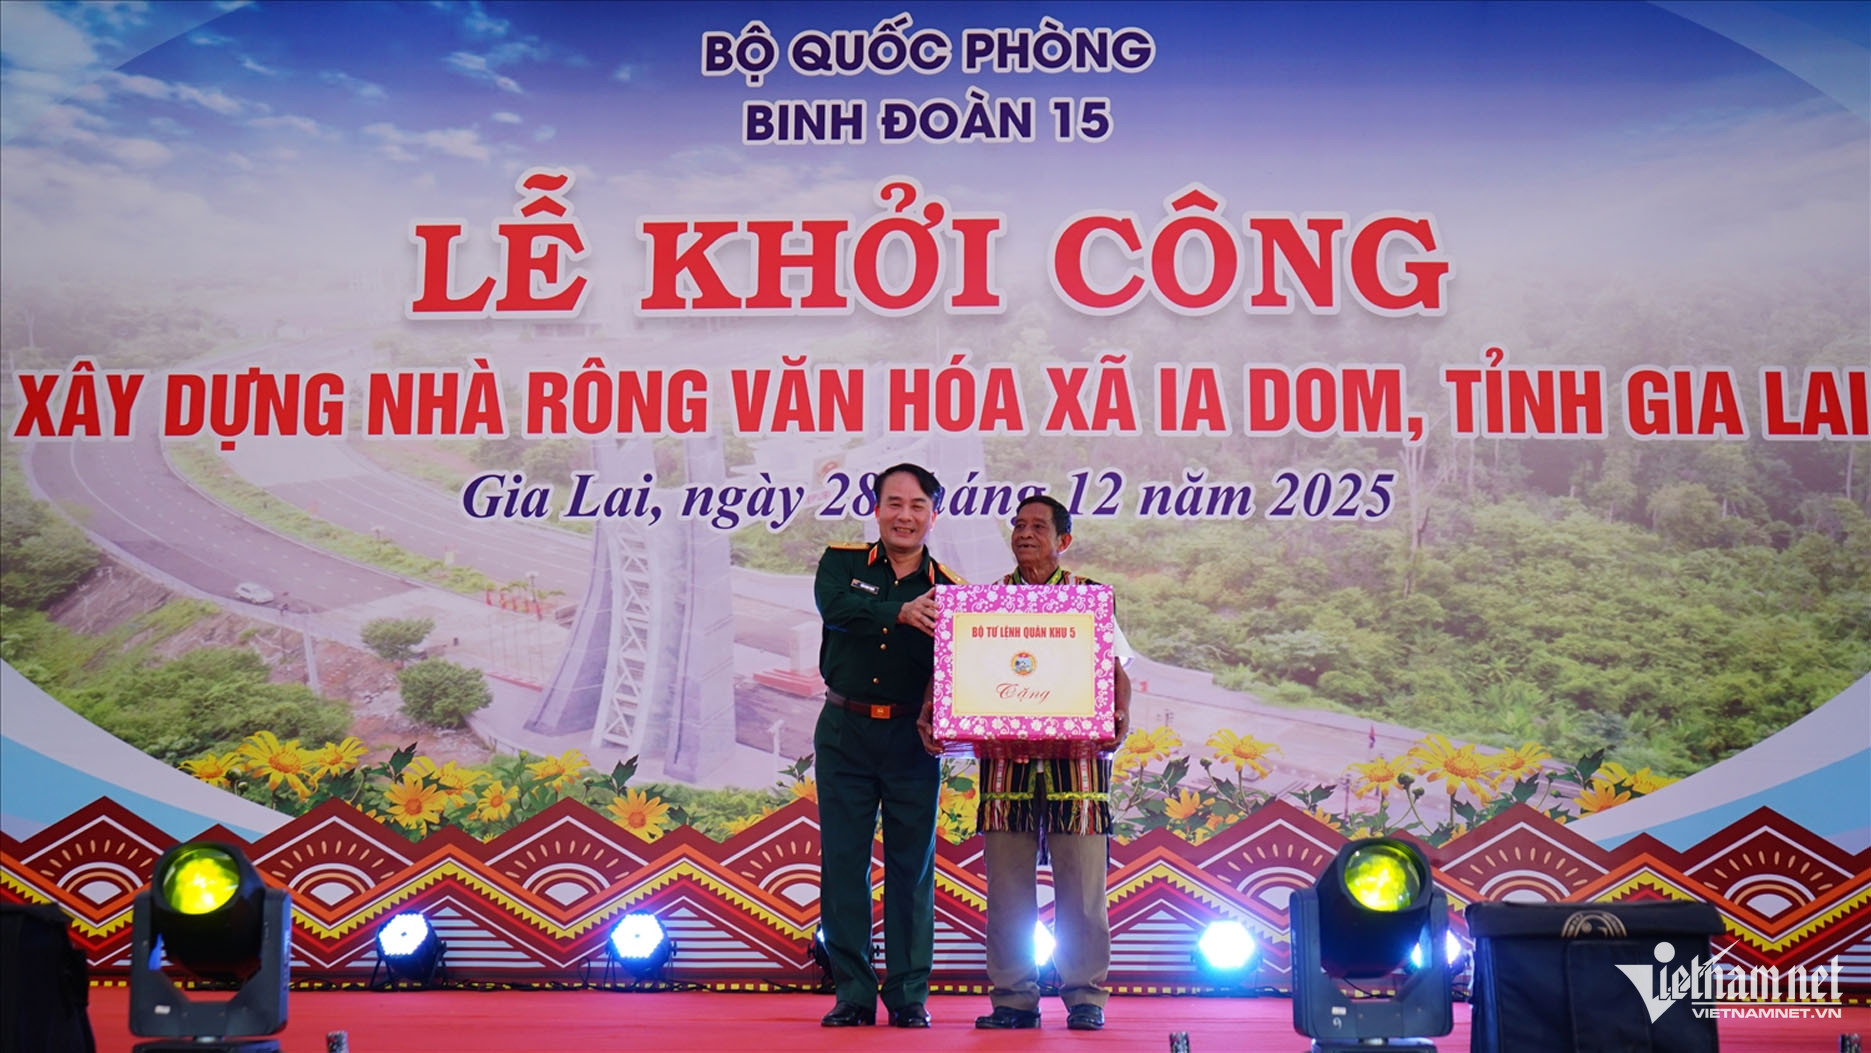 BỘ QUỐC PHÒNG
BINH ĐOÀN 15
LỄ KHỞI CÔNG
XÂY DỰNG NHÀ RÔNG VĂN HÓA XÃ IA DOM, TỈNH GIA LAI
Gia Lai, ngày 28 tháng 12 năm 2025
BỘ TƯ LỆNH QUÂN KHU 5
Tặng
Vietnamnet
VIETNAMNET.VN